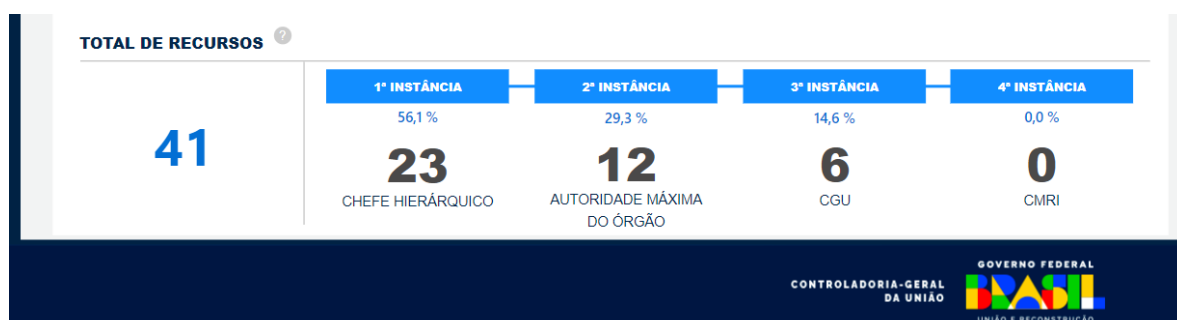 TOTAL DE RECURSOS ?
41
1ª INSTÂNCIA
56,1 %
23
CHEFE HIERÁRQUICO
2ª INSTÂNCIA
29,3 %
12
AUTORIDADE MÁXIMA
DO ÓRGÃO
3ª INSTÂNCIA
14,6 %
6
CGU
4ª INSTÂNCIA
0,0 %
0
CMRI
CONTROLADORIA-GERAL
DA UNIÃO
GOVERNO FEDERAL
BRASIL
UNIÃO E RECONSTRUÇÃO